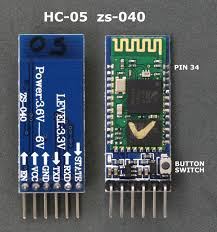 HC-05 zs-040
05
PIN 34
Power:3.6V---6V
LEVEL:3.3V
ZS-040
BUTTON
SWITCH
STATE
RXD
TXD
GND
VCC
EN